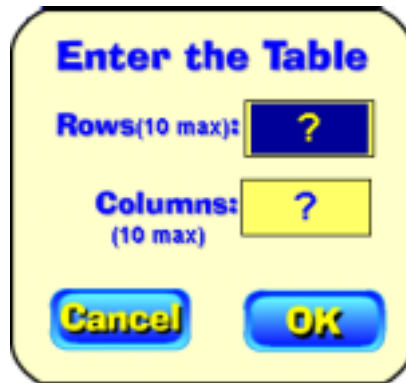 Enter the Table
Rows(10 max): ?
Columns: ?
(10 max)
Cancel OK